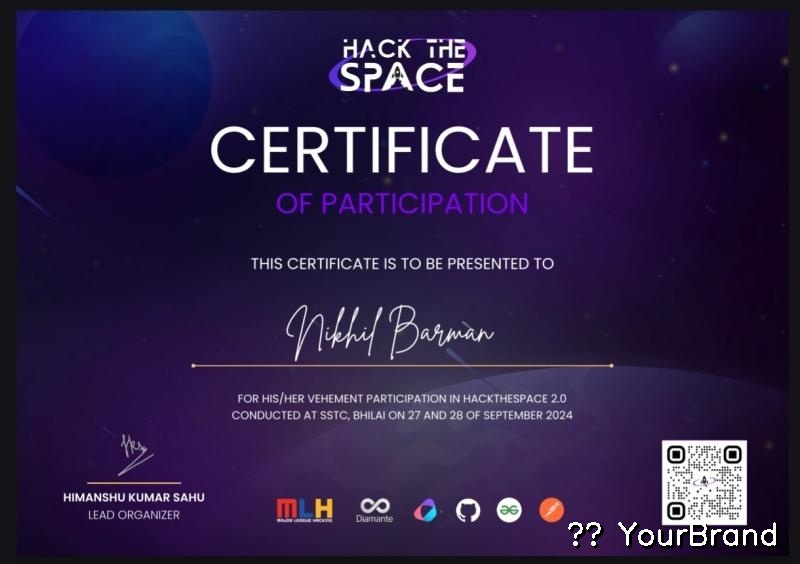 HACK THE
SPACE
CERTIFICATE
OF PARTICIPATION
THIS CERTIFICATE IS TO BE PRESENTED TO
Nikhil Barman
FOR HIS/HER VEHEMENT PARTICIPATION IN HACKTHESPACE 2.0
CONDUCTED AT SSTC, BHILAI ON 27 AND 28 OF SEPTEMBER 2024
HIMANSHU KUMAR SAHU
LEAD ORGANIZER
MLH
MAJOR LEAGUE HACKING
Diamante
?? YourBrand